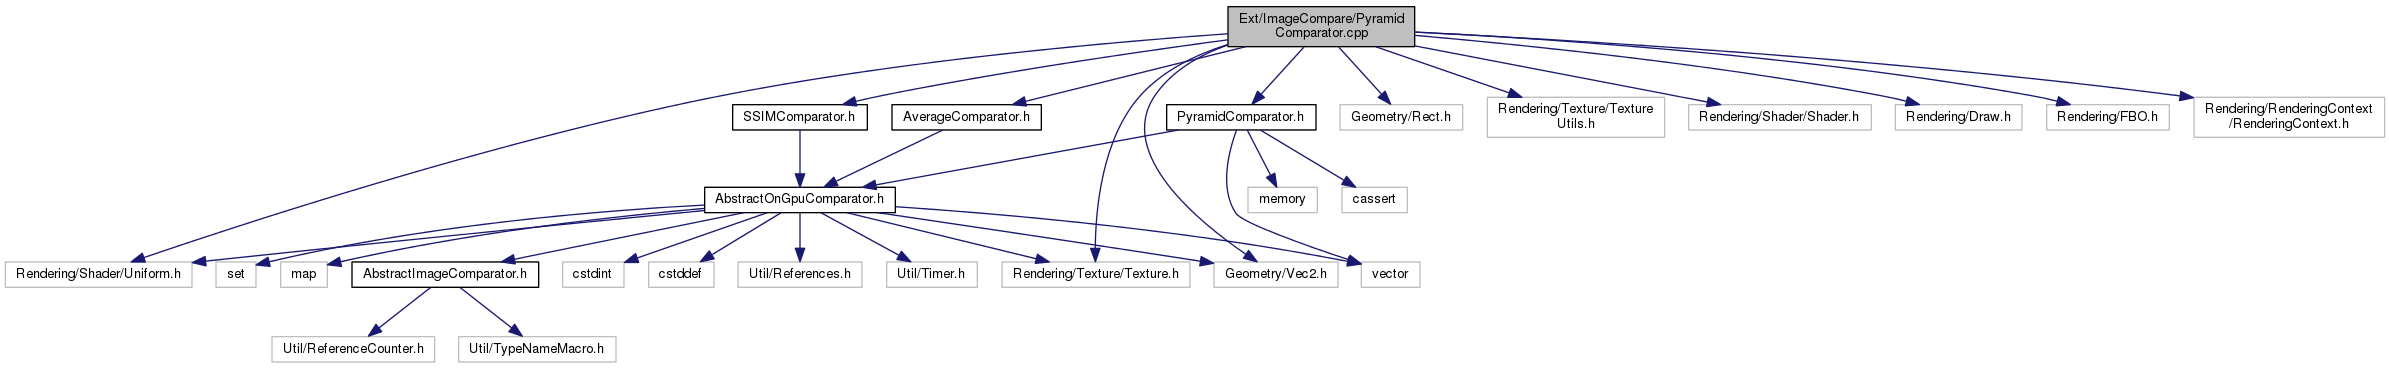 Ext/ImageCompare/Pyramid
Comparator.cpp
SSIMComparator.h
AverageComparator.h
PyramidComparator.h
Geometry/Rect.h
Rendering/Texture/Texture
Utils.h
Rendering/Shader/Shader.h
Rendering/Draw.h
Rendering/FBO.h
Rendering/RenderingContext
/RenderingContext.h
AbstractOnGpuComparator.h
memory
cassert
Rendering/Shader/Uniform.h
set
map
AbstractImageComparator.h
cstdint
cstddef
Util/References.h
Util/Timer.h
Rendering/Texture/Texture.h
Geometry/Vec2.h
vector
Util/ReferenceCounter.h
Util/TypeNameMacro.h